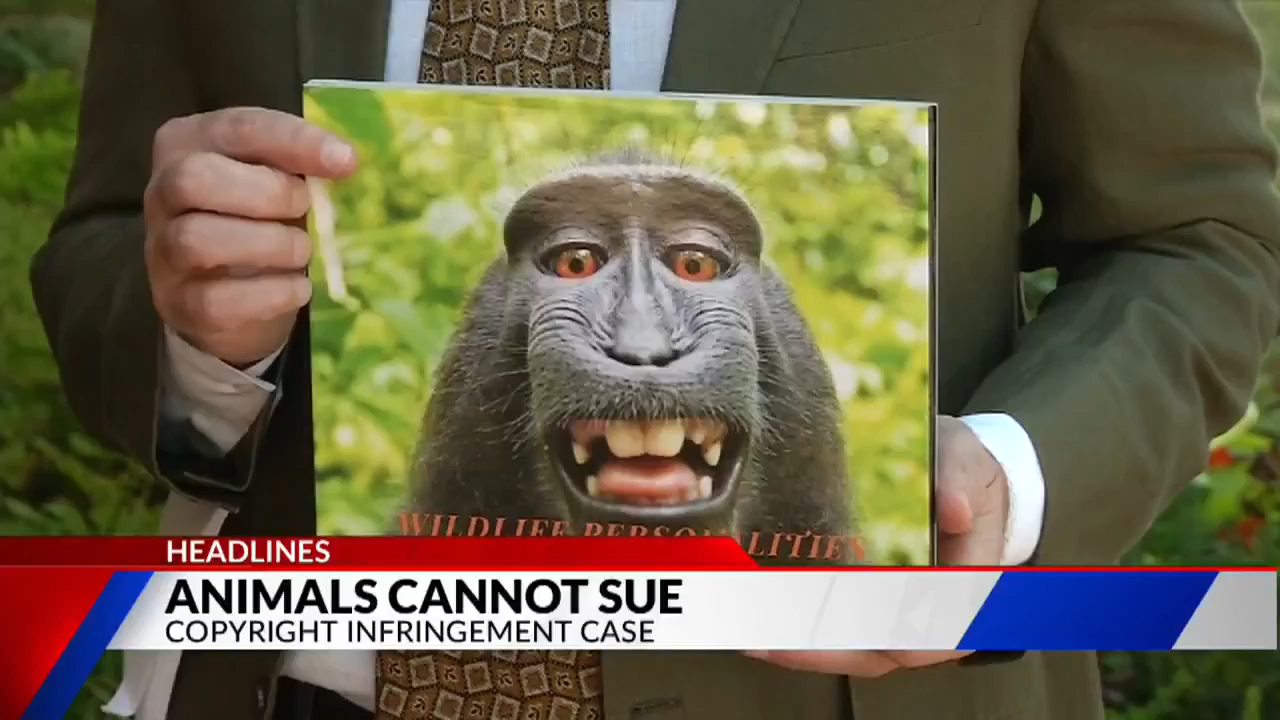 WILDLIFE PERSONALITIES
HEADLINES
ANIMALS CANNOT SUE
COPYRIGHT INFRINGEMENT CASE